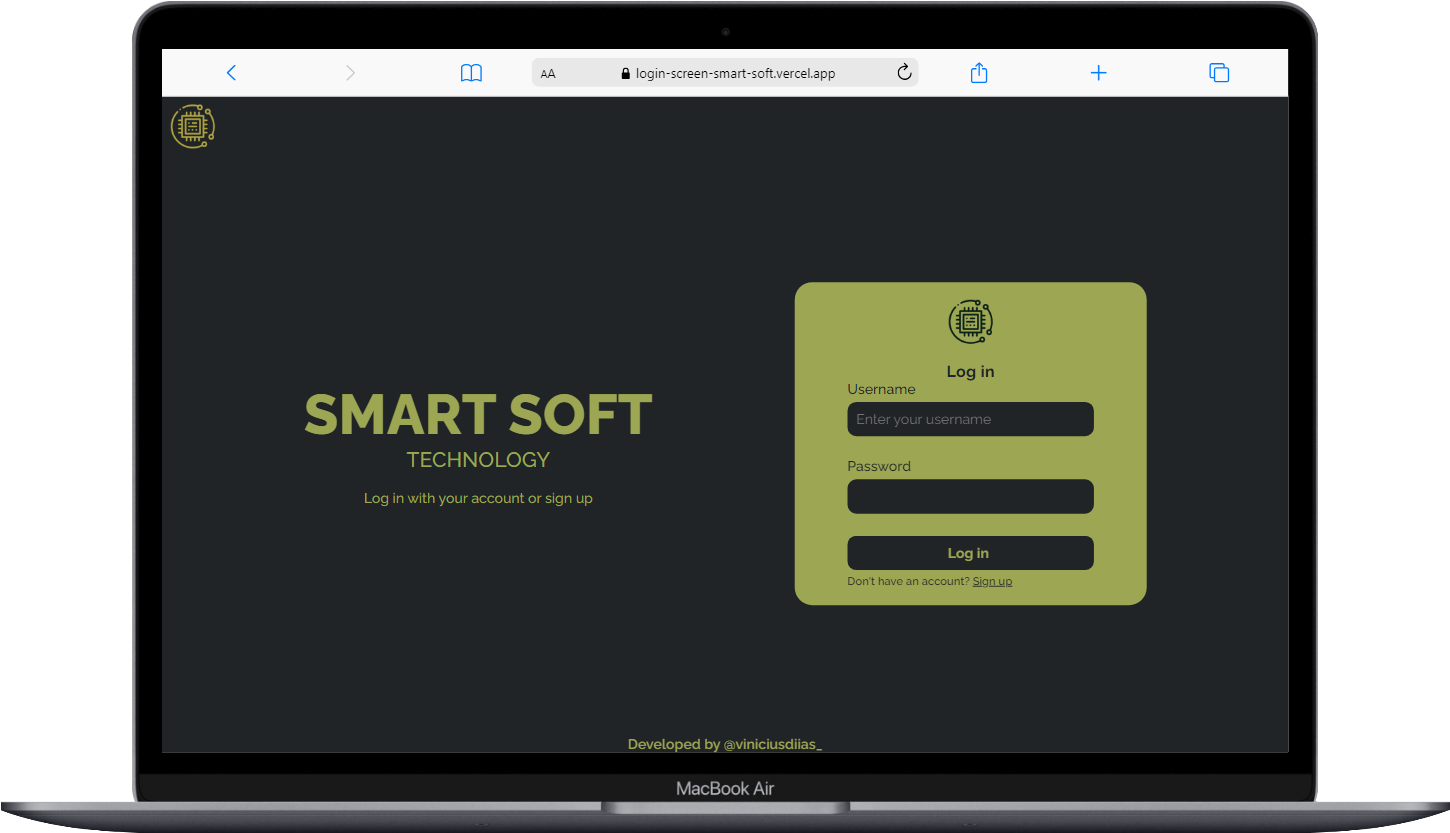 AA
login-screen-smart-soft.vercel.app
SMART SOFT
TECHNOLOGY
Log in with your account or sign up
Log in
Username
Enter your username
Password
Log in
Don't have an account? Sign up
Developed by @viniciusdiias_
MacBook Air